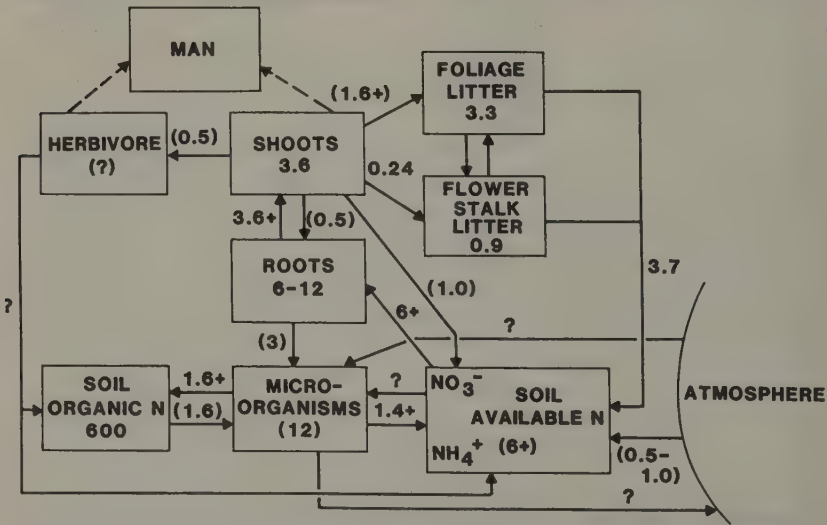 MAN
(1.6+)
FOLIAGE
LITTER
3.3
HERBIVORE
(?)
(0.5)
SHOOTS
3.6
0.24
FLOWER
STALK
LITTER
0.9
3.6+
(0.5)
ROOTS
6-12
(1.0)
3.7
?
6+
?
(3)
SOIL
ORGANIC N
600
1.6+
(1.6)
MICRO-
ORGANISMS
(12)
?
1.4+
NO₃⁻
SOIL
AVAILABLE N
NH₄⁺ (6+)
ATMOSPHERE
(0.5-
1.0)
?